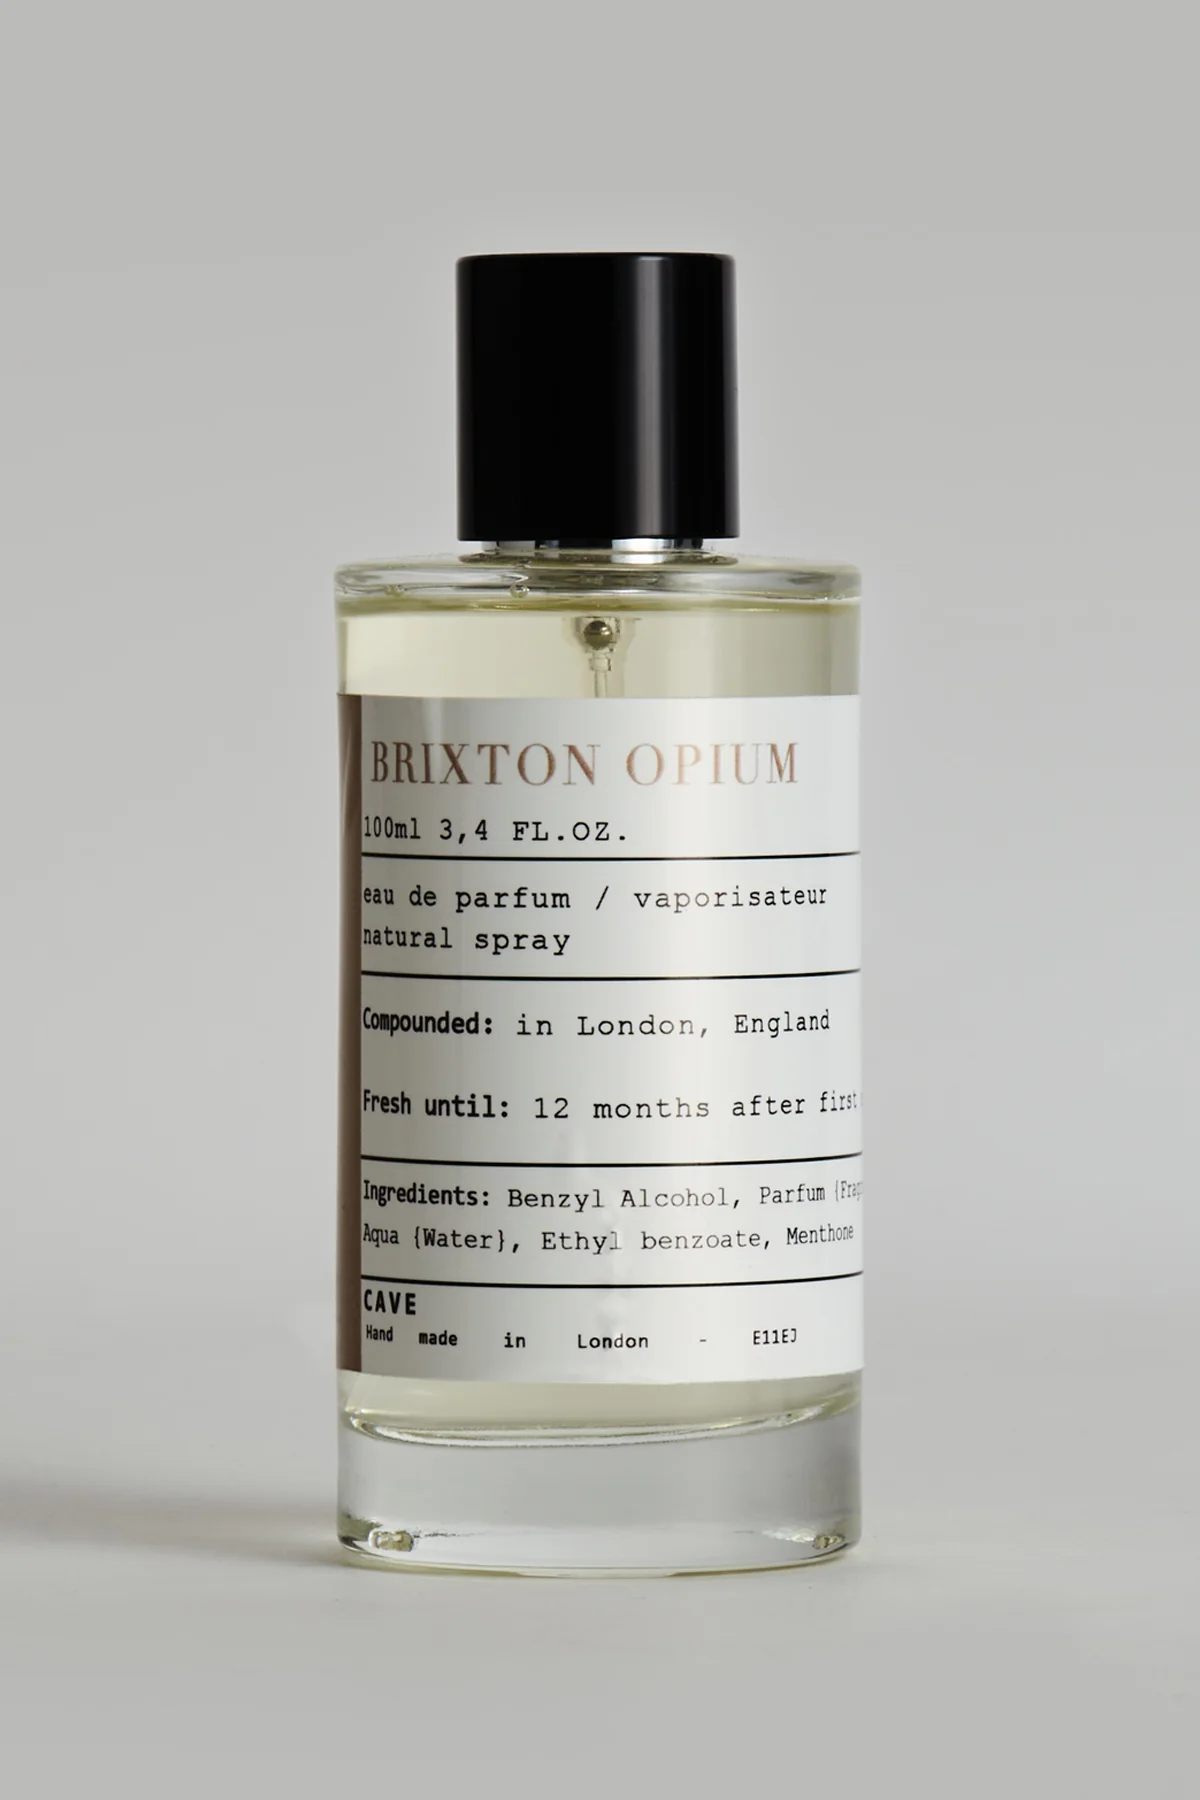 BRIXTON OPIUM
100ml 3,4 FL.OZ.
eau de parfum / vaporisateur
natural spray
Compounded: in London, England
Fresh until: 12 months after first
Ingredients: Benzyl Alcohol, Parfum
Aqua {Water}, Ethyl benzoate, Menthone
CAVE
Hand made in London - E11EJ